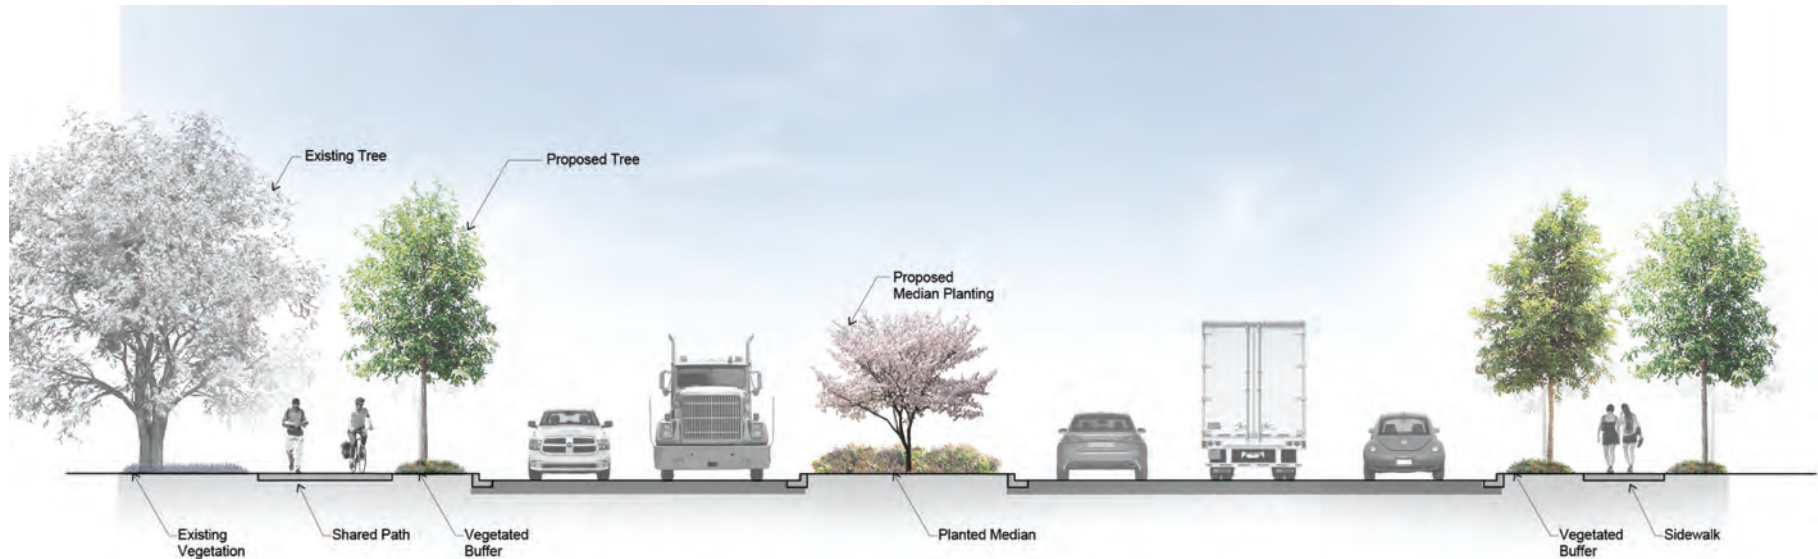 Existing Tree
Proposed Tree
Proposed
Median Planting
Existing
Vegetation
Shared Path
Vegetated
Buffer
Planted Median
Vegetated
Buffer
Sidewalk